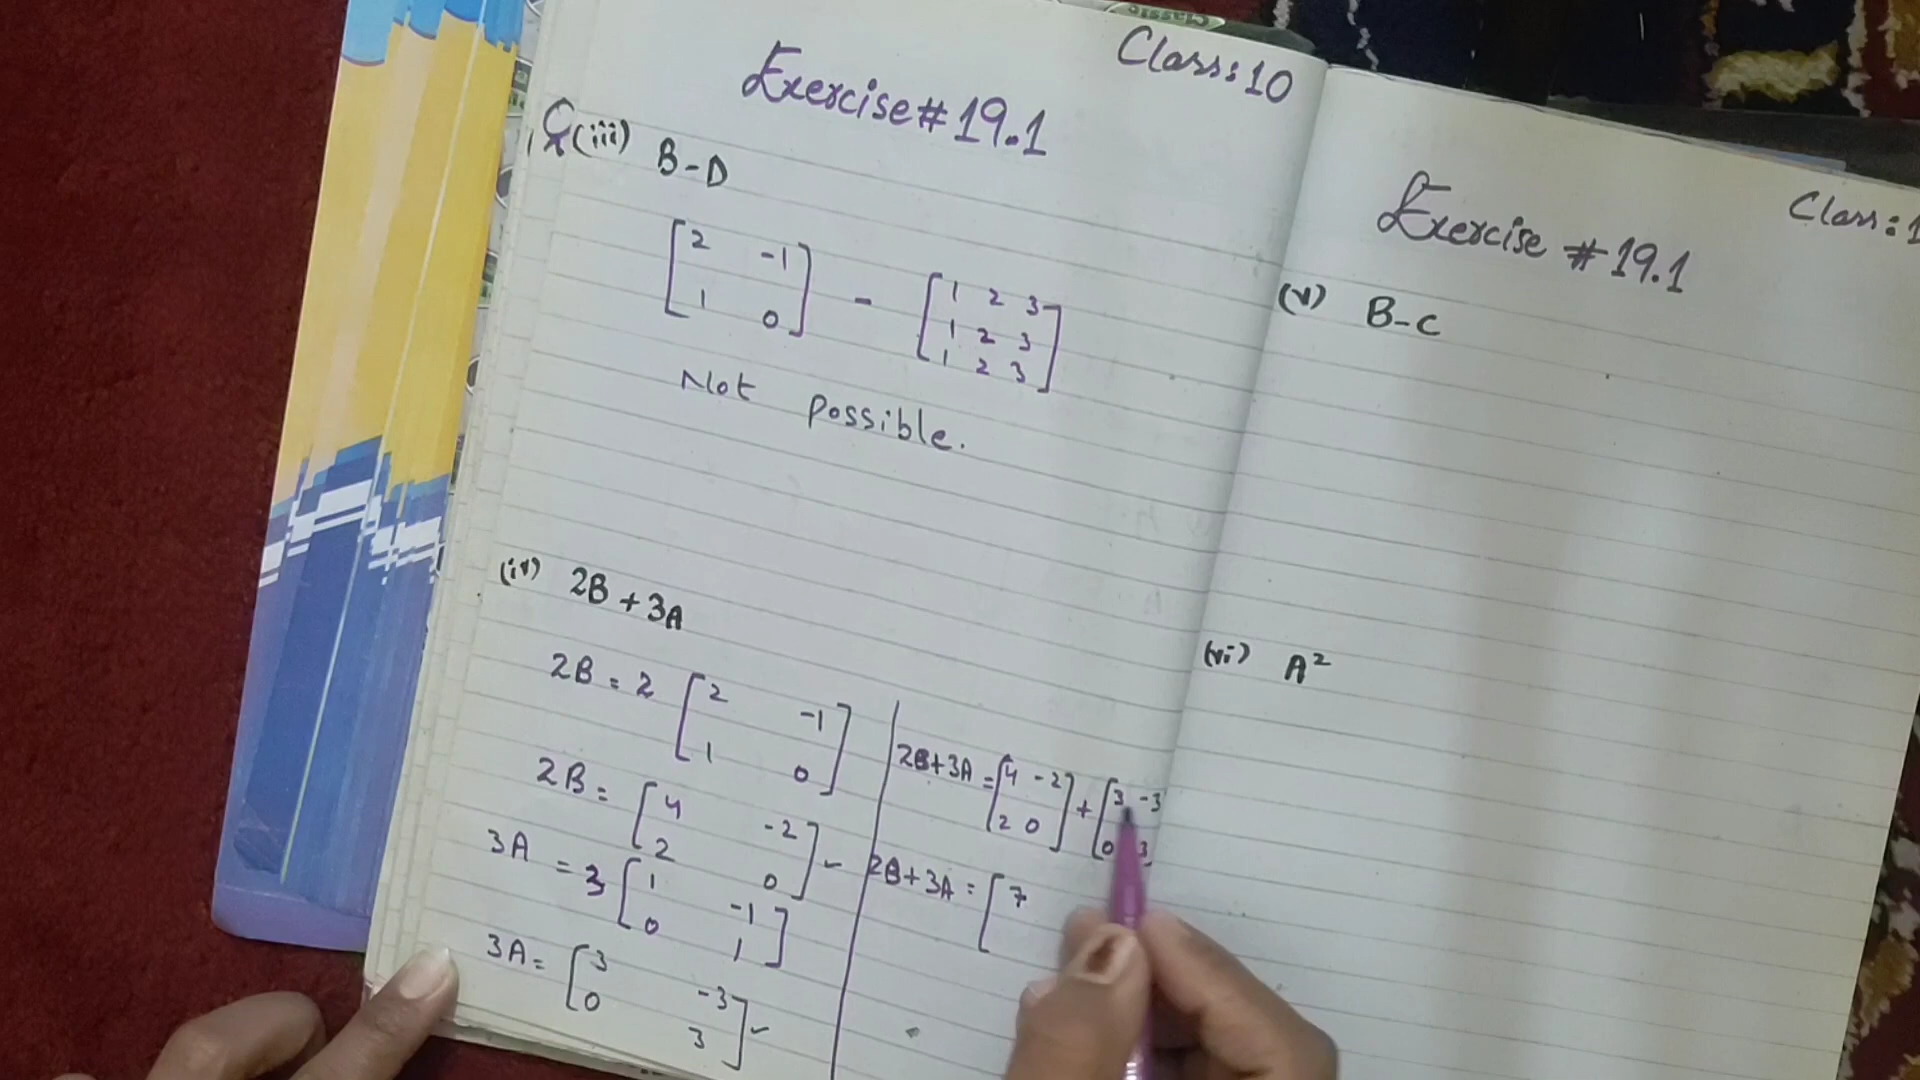 Class:10
Exercise # 19.1
Q(iii) B-D
[2 -1
1 0] - [1 2 3
1 2 3
1 2 3]
Not possible.
(iv) 2B + 3A
2B = 2 [2 -1
1 0]
2B = [4 -2
2 0] ✓
3A = 3 [1 -1
0 1]
3A = [3 -3
0 3] ✓
2B+3A = [4 -2
2 0] + [3 -3
0 3
2B+3A = [7
Class: 1
Exercise # 19.1
(v) B-C
(vi) A²